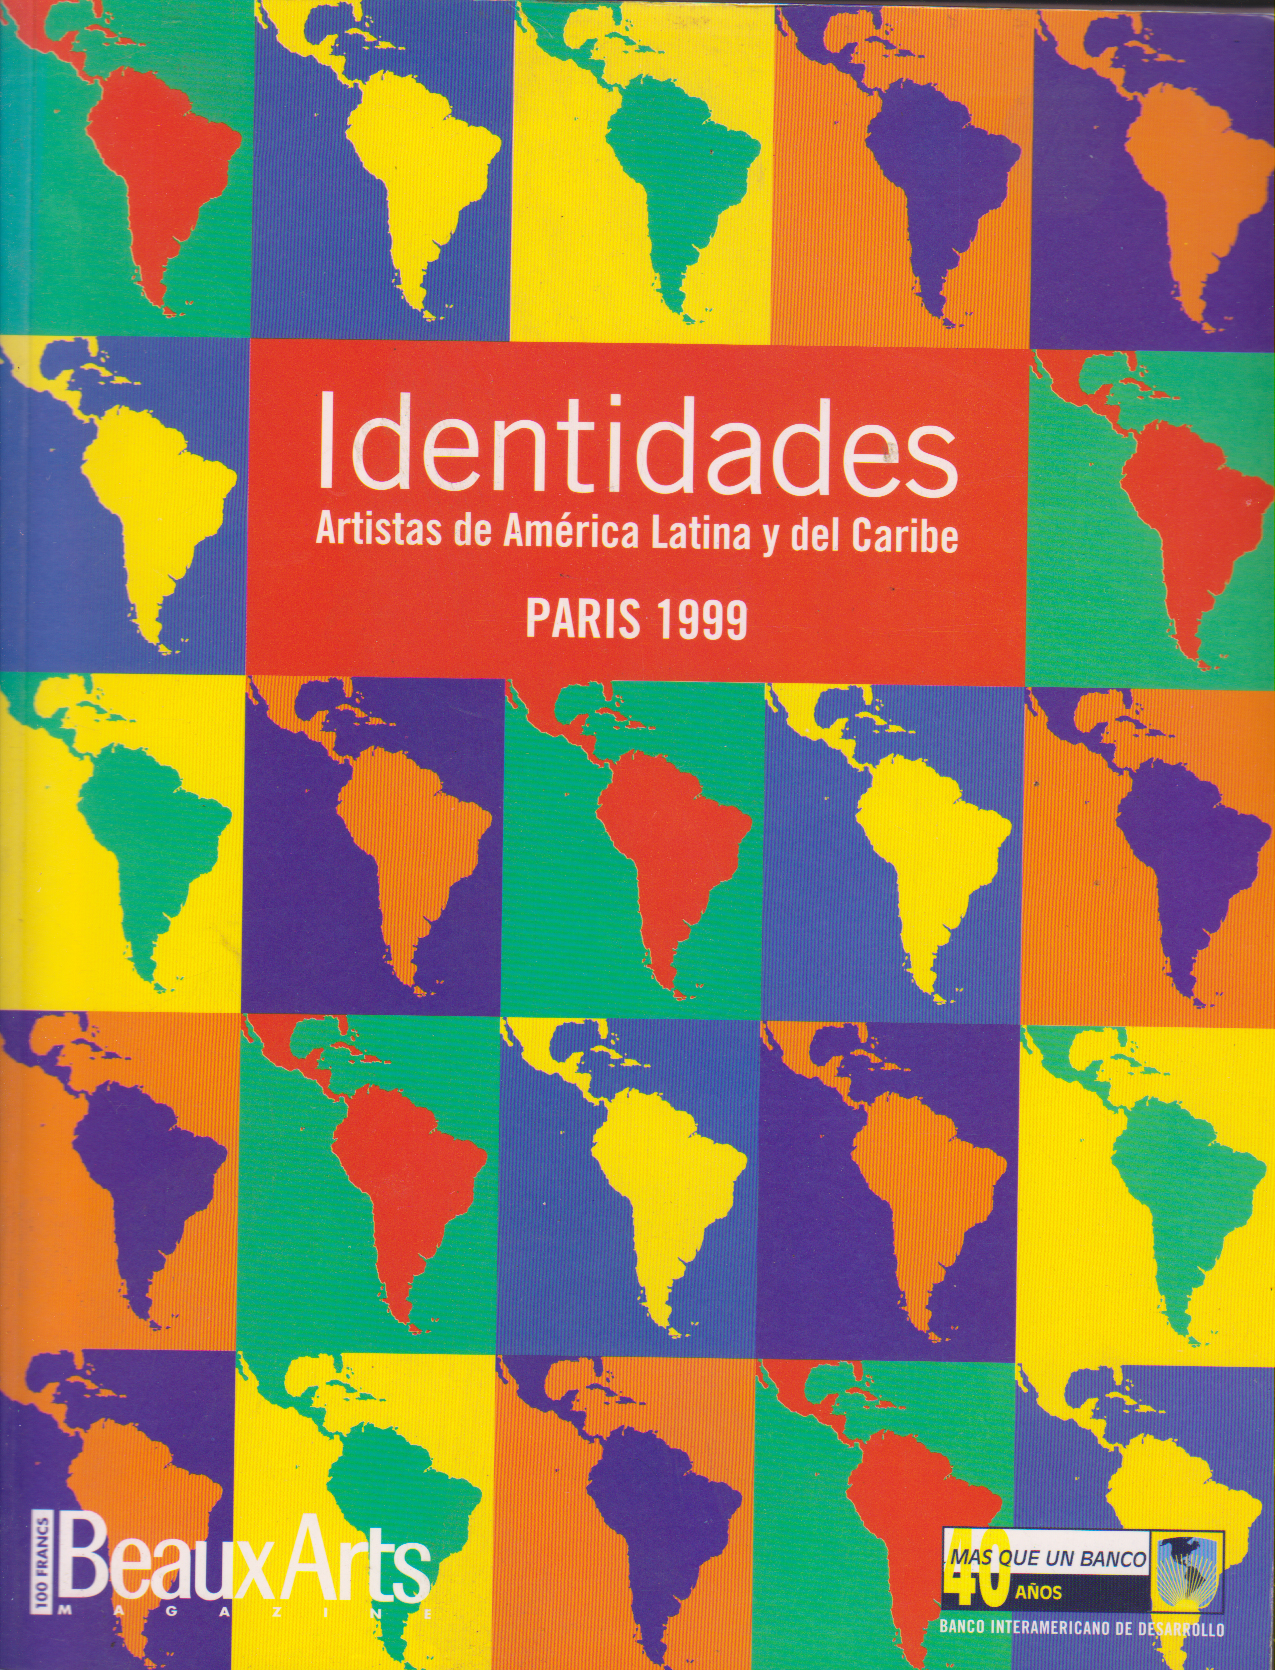 Identidades
Artistas de América Latina y del Caribe
PARIS 1999
100 FRANCS
BeauxArts
MAGAZINE
40
MAS QUE UN BANCO
AÑOS
BANCO INTERAMERICANO DE DESARROLLO